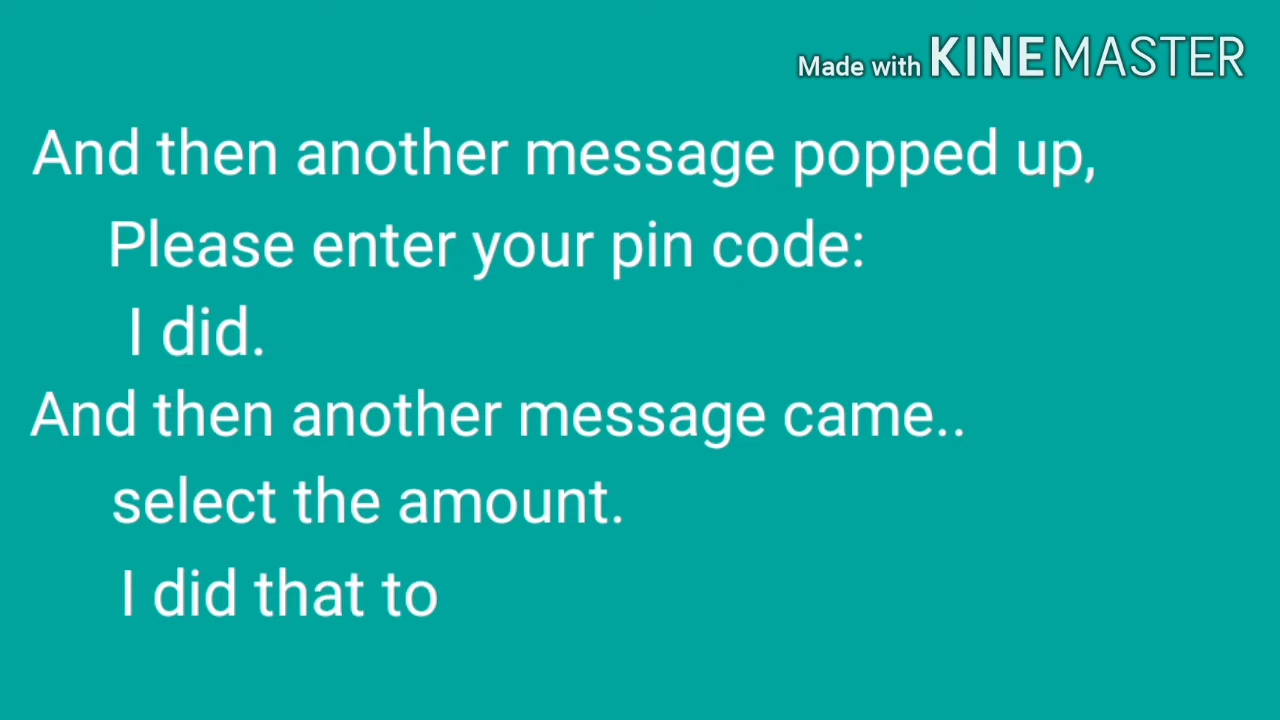 Made with KINEMASTER
And then another message popped up,
Please enter your pin code:
I did.
And then another message came..
select the amount.
I did that to